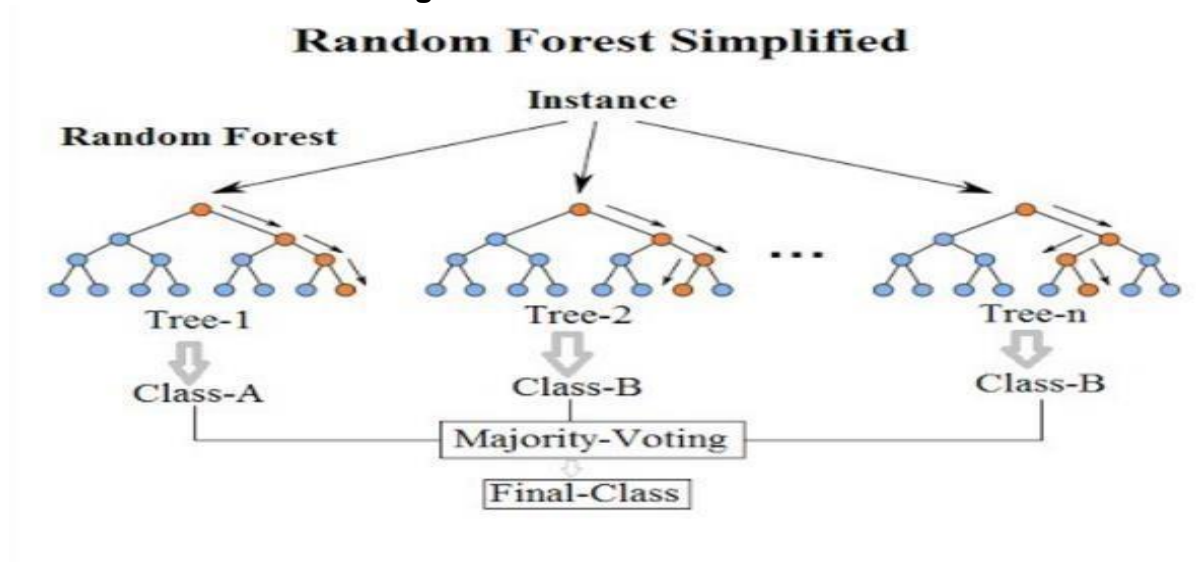 Random Forest Simplified
Instance
Random Forest
...
Tree-1
Tree-2
Tree-n
Class-A
Class-B
Class-B
Majority-Voting
Final-Class